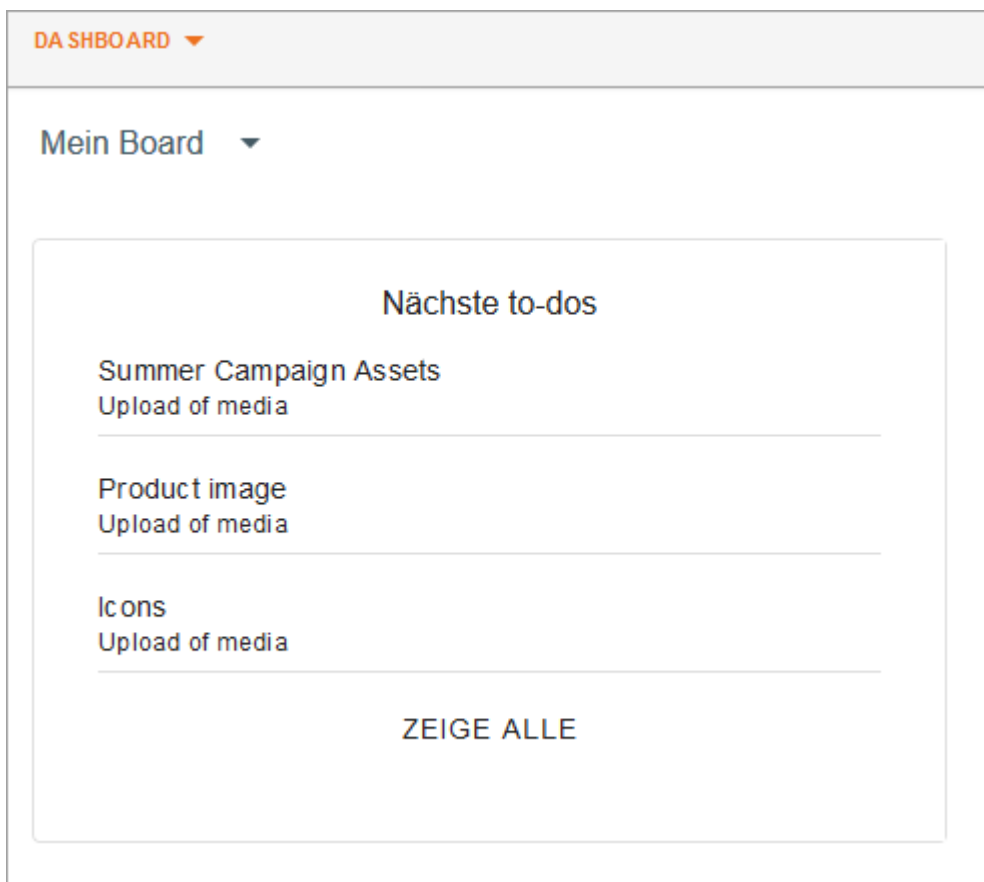 DASHBOARD
Mein Board
Nächste to-dos
Summer Campaign Assets
Upload of media
Product image
Upload of media
Icons
Upload of media
ZEIGE ALLE